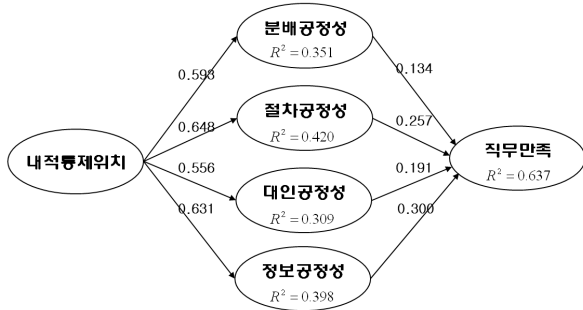 분배공정성
R² = 0.351
0.593
0.134
절차공정성
R² = 0.420
0.648
0.257
내적통제위치
직무만족
R² = 0.637
0.556
0.191
대인공정성
R² = 0.309
0.631
0.300
정보공정성
R² = 0.398